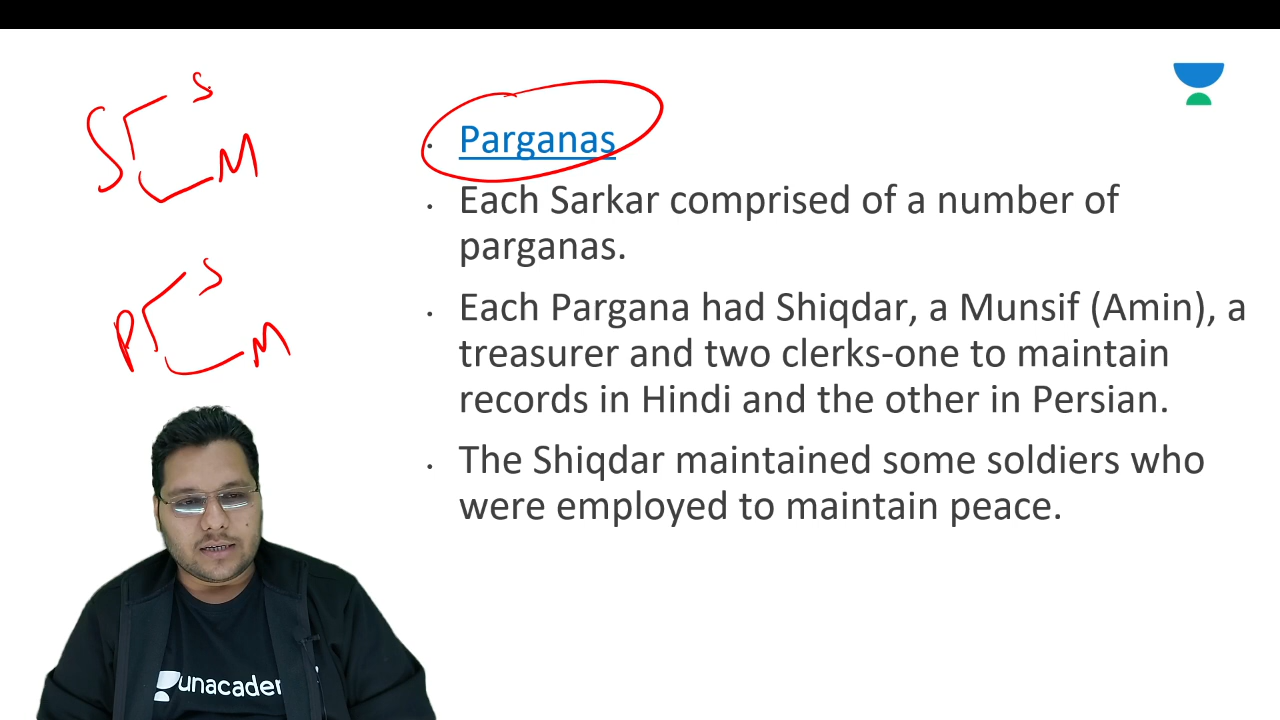 S S
M
Parganas
Each Sarkar comprised of a number of
parganas.
P S
M
Each Pargana had Shiqdar, a Munsif (Amin), a
treasurer and two clerks-one to maintain
records in Hindi and the other in Persian.
The Shiqdar maintained some soldiers who
were employed to maintain peace.
unacader